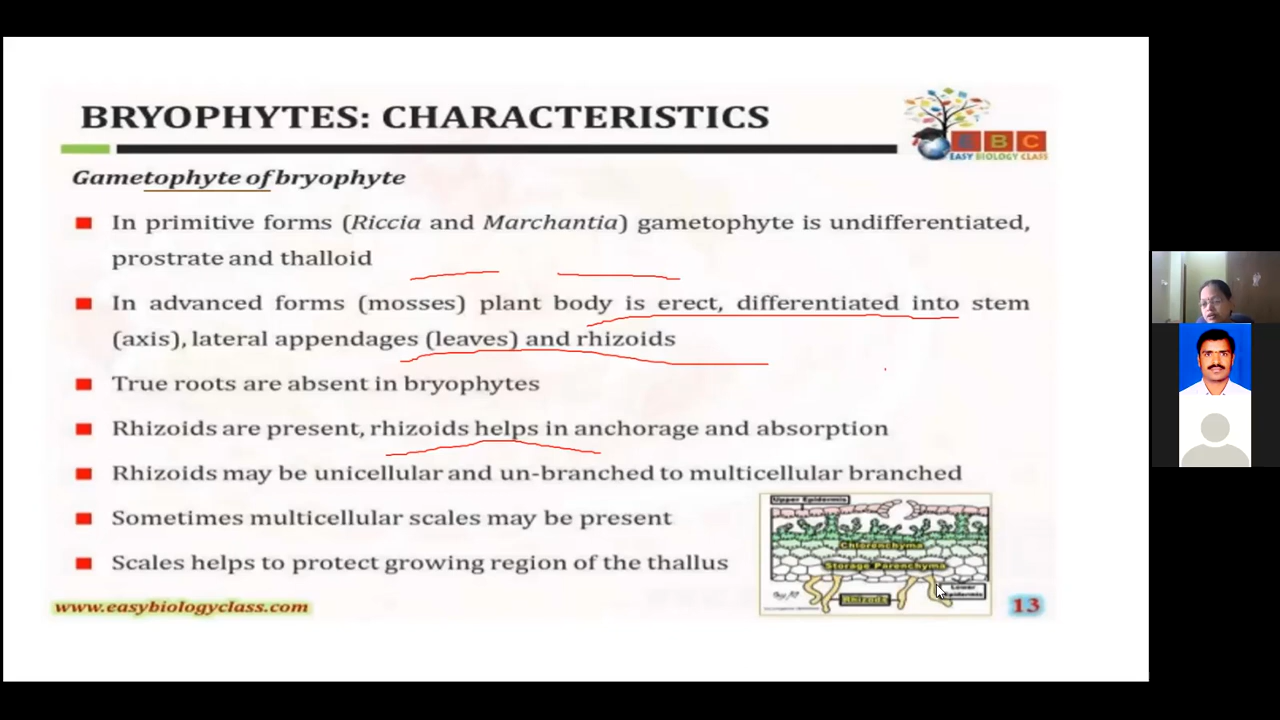 BRYOPHYTES: CHARACTERISTICS
E B C
EASY BIOLOGY CLASS
Gametophyte of bryophyte
In primitive forms (Riccia and Marchantia) gametophyte is undifferentiated,
prostrate and thalloid
In advanced forms (mosses) plant body is erect, differentiated into stem
(axis), lateral appendages (leaves) and rhizoids
True roots are absent in bryophytes
Rhizoids are present, rhizoids helps in anchorage and absorption
Rhizoids may be unicellular and un-branched to multicellular branched
Sometimes multicellular scales may be present
Scales helps to protect growing region of the thallus
Upper Epidermis
Chlorenchyma
Storage Parenchyma
Lower
Epidermis
Rhizoids
www.easybiologyclass.com
13